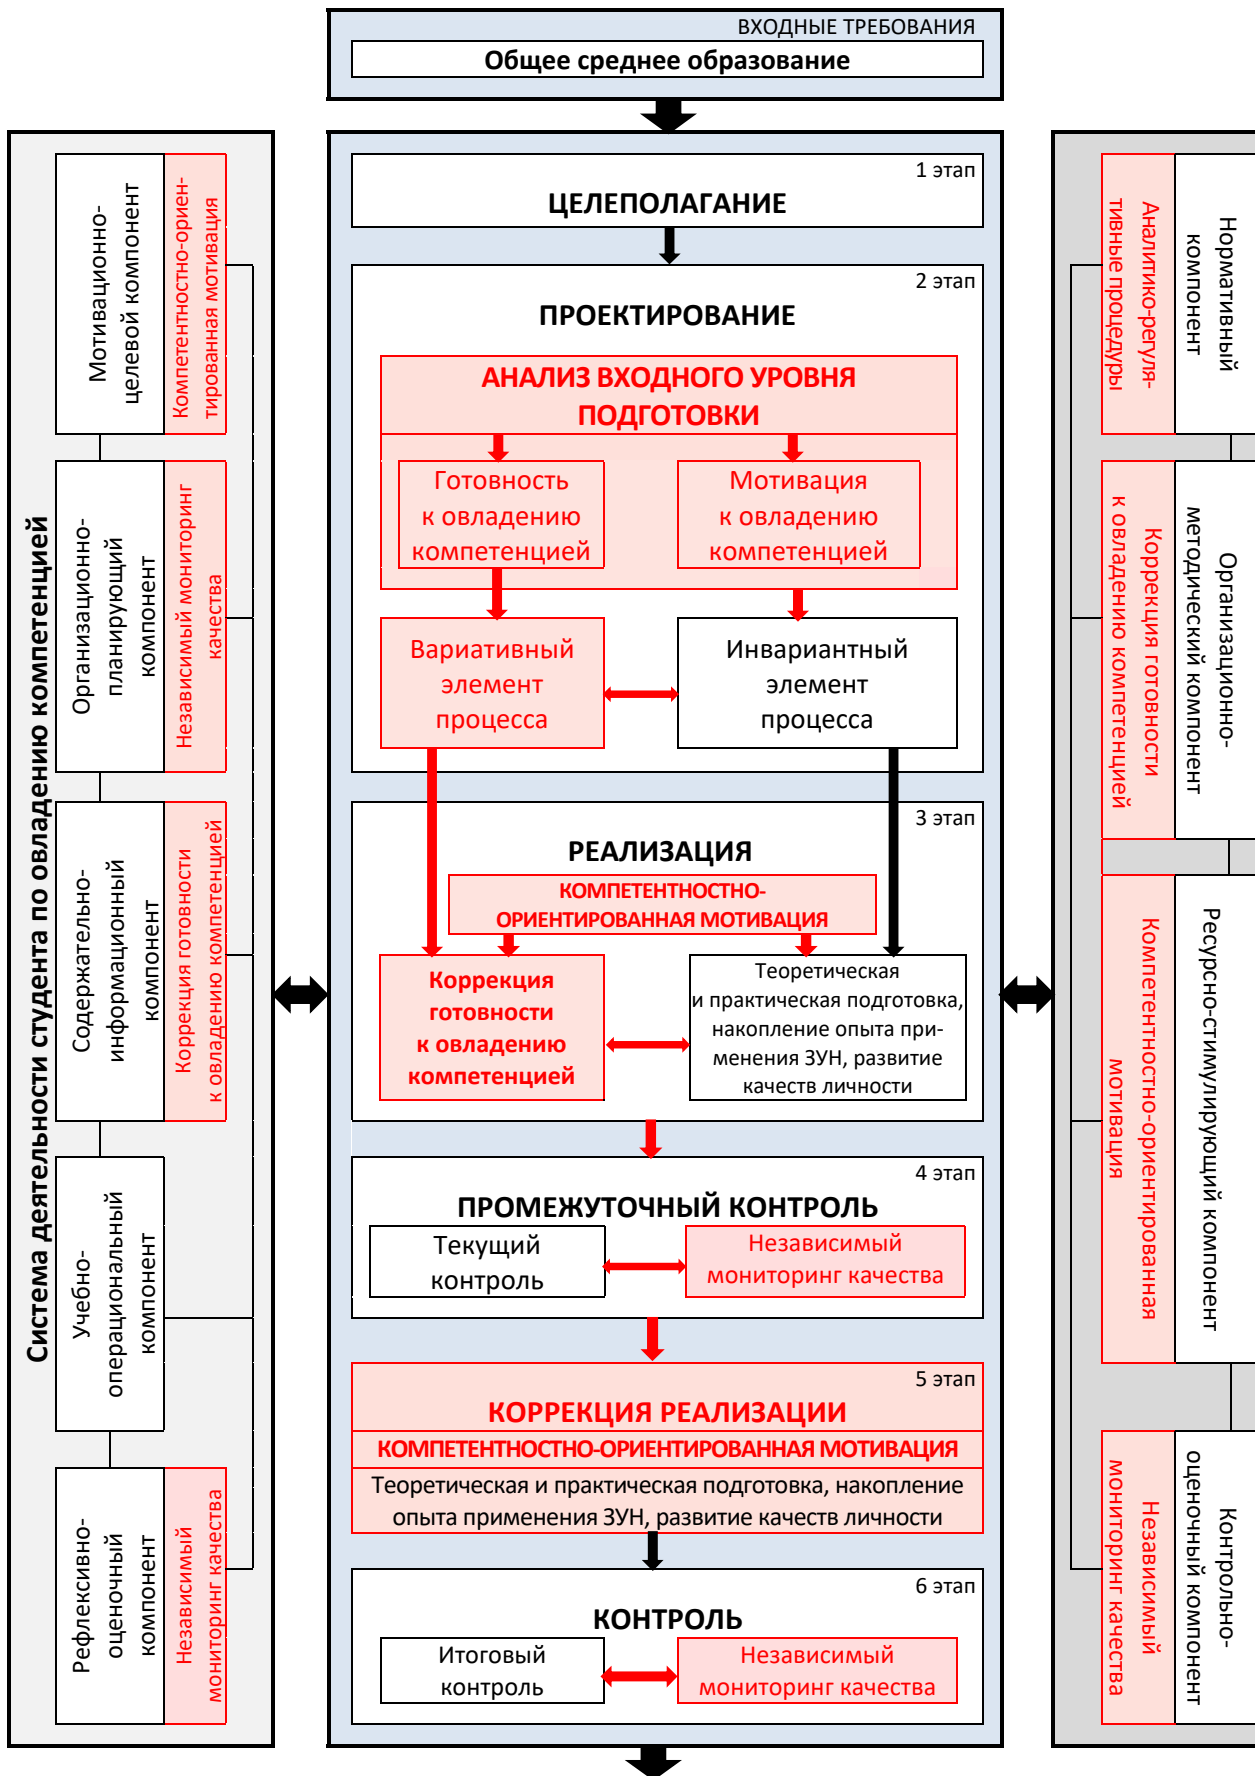 ВХОДНЫЕ ТРЕБОВАНИЯ
Общее среднее образование
Система деятельности студента по овладению компетенцией
Мотивационно-
целевой компонент
Компетентностно-ориен-
тированная мотивация
Организационно-
планирующий
компонент
Независимый мониторинг
качества
Содержательно-
информационный
компонент
Коррекция готовности
к овладению компетенцией
Учебно-
операциональный
компонент
Рефлексивно-
оценочный
компонент
Независимый
мониторинг качества
1 этап
ЦЕЛЕПОЛАГАНИЕ
2 этап
ПРОЕКТИРОВАНИЕ
АНАЛИЗ ВХОДНОГО УРОВНЯ
ПОДГОТОВКИ
Готовность
к овладению
компетенцией
Мотивация
к овладению
компетенцией
Вариативный
элемент
процесса
Инвариантный
элемент
процесса
3 этап
РЕАЛИЗАЦИЯ
КОМПЕТЕНТНОСТНО-
ОРИЕНТИРОВАННАЯ МОТИВАЦИЯ
Коррекция
готовности
к овладению
компетенцией
Теоретическая
и практическая подготовка,
накопление опыта при-
менения ЗУН, развитие
качеств личности
4 этап
ПРОМЕЖУТОЧНЫЙ КОНТРОЛЬ
Текущий
контроль
Независимый
мониторинг качества
5 этап
КОРРЕКЦИЯ РЕАЛИЗАЦИИ
КОМПЕТЕНТНОСТНО-ОРИЕНТИРОВАННАЯ МОТИВАЦИЯ
Теоретическая и практическая подготовка, накопление
опыта применения ЗУН, развитие качеств личности
6 этап
КОНТРОЛЬ
Итоговый
контроль
Независимый
мониторинг качества
Нормативный
компонент
Аналитико-регуля-
тивные процедуры
Организационно-
методический компонент
Коррекция готовности
к овладению компетенцией
Ресурсно-стимулирующий компонент
Компетентностно-ориентированная
мотивация
Контрольно-
оценочный компонент
Независимый
мониторинг качества